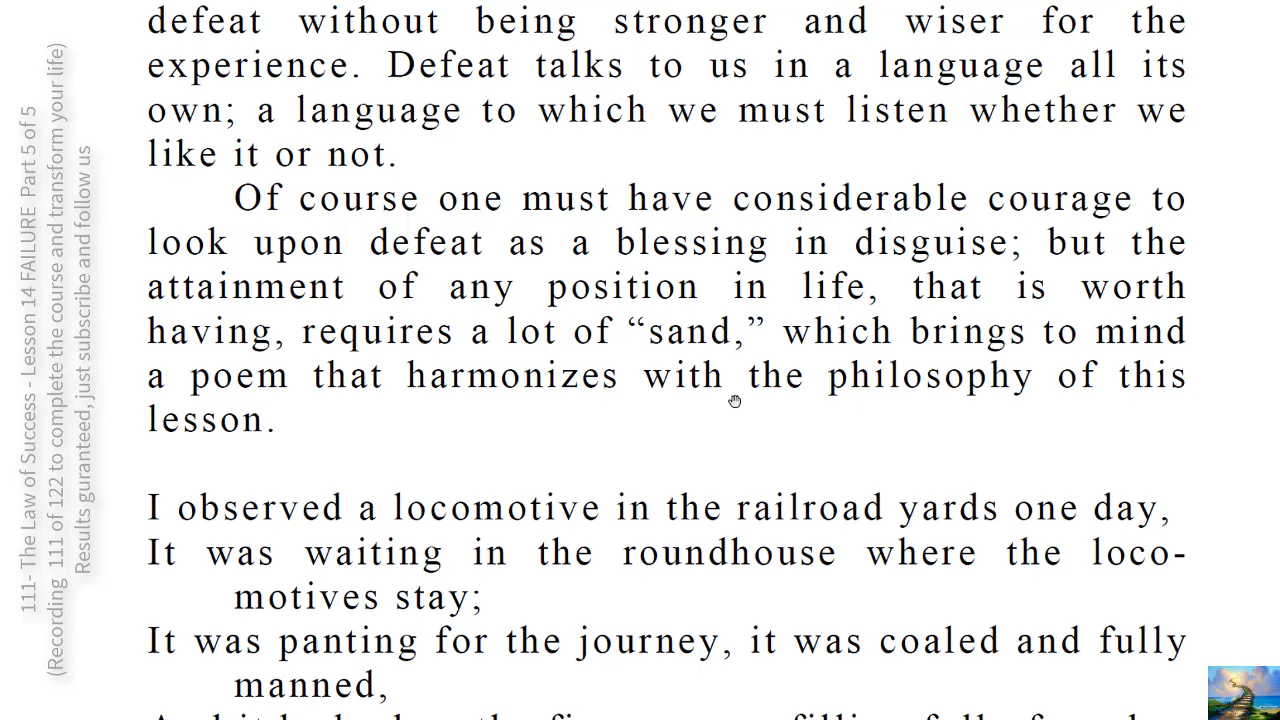 defeat without being stronger and wiser for the
experience. Defeat talks to us in a language all its
own; a language to which we must listen whether we
like it or not.
Of course one must have considerable courage to
look upon defeat as a blessing in disguise; but the
attainment of any position in life, that is worth
having, requires a lot of “sand,” which brings to mind
a poem that harmonizes with the philosophy of this
lesson.
I observed a locomotive in the railroad yards one day,
It was waiting in the roundhouse where the loco-
motives stay;
It was panting for the journey, it was coaled and fully
manned,
111- The Law of Success - Lesson 14 FAILURE Part 5 of 5
(Recording 111 of 122 to complete the course and transform your life)
Results guranteed, just subscribe and follow us